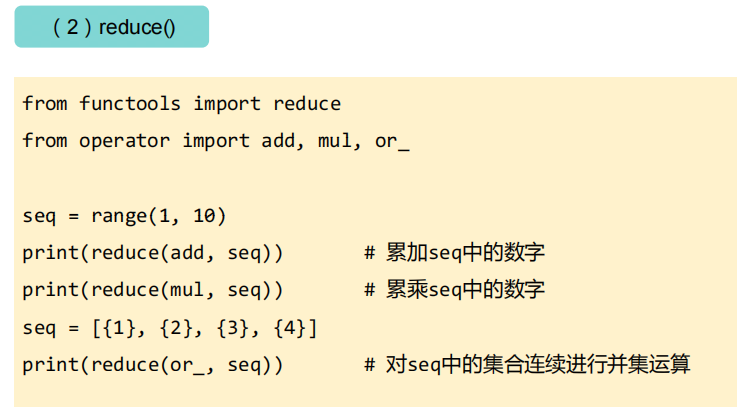 （2）reduce()
from functools import reduce
from operator import add, mul, or_
seq = range(1, 10)
print(reduce(add, seq))       # 累加seq中的数字
print(reduce(mul, seq))       # 累乘seq中的数字
seq = [{1}, {2}, {3}, {4}]
print(reduce(or_, seq))       # 对seq中的集合连续进行并集运算